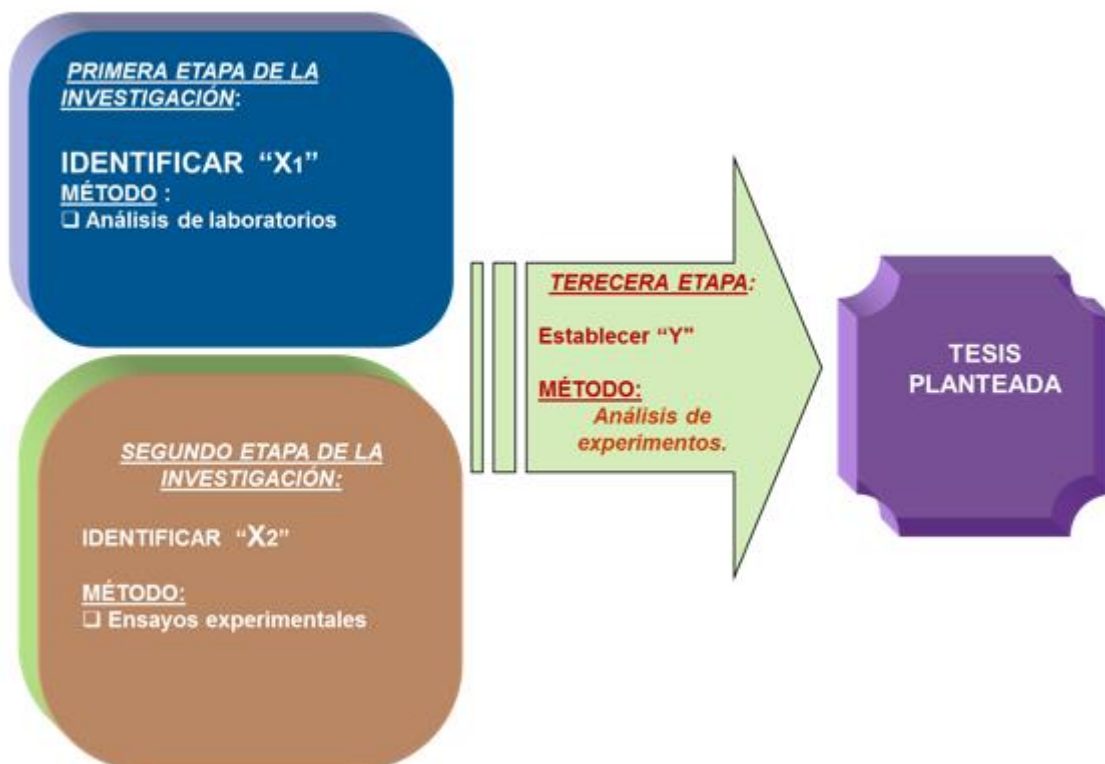 PRIMERA ETAPA DE LA
INVESTIGACIÓN:
IDENTIFICAR “X1”
MÉTODO :
❑ Análisis de laboratorios
SEGUNDO ETAPA DE LA
INVESTIGACIÓN:
IDENTIFICAR “X2”
MÉTODO:
❑ Ensayos experimentales
TERECERA ETAPA:
Establecer “Y”
MÉTODO:
Análisis de
experimentos.
TESIS
PLANTEADA